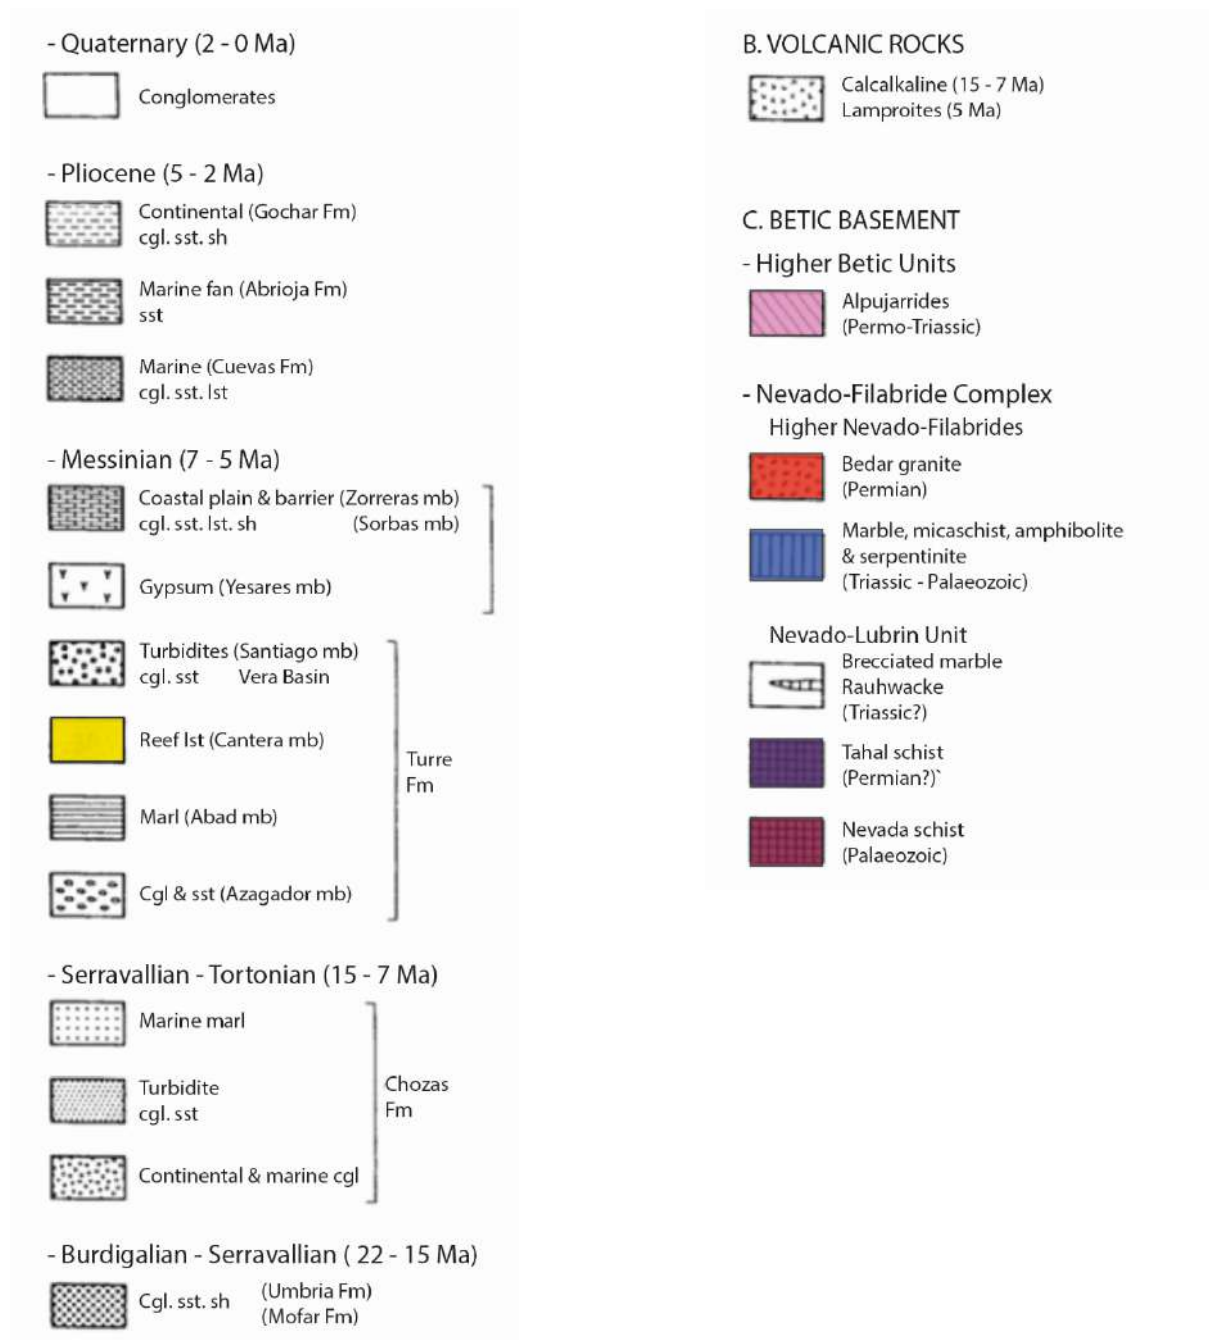 - Quaternary (2 - 0 Ma)
Conglomerates
- Pliocene (5 - 2 Ma)
Continental (Gochar Fm)
cgl. sst. sh
Marine fan (Abrioja Fm)
sst
Marine (Cuevas Fm)
cgl. sst. lst
- Messinian (7 - 5 Ma)
Coastal plain & barrier (Zorreras mb)
cgl. sst. lst. sh (Sorbas mb)
Gypsum (Yesares mb)
Turbidites (Santiago mb)
cgl. sst Vera Basin
Reef lst (Cantera mb)
Turre
Fm
Marl (Abad mb)
Cgl & sst (Azagador mb)
- Serravallian - Tortonian (15 - 7 Ma)
Marine marl
Turbidite
cgl. sst
Chozas
Fm
Continental & marine cgl
- Burdigalian - Serravallian ( 22 - 15 Ma)
Cgl. sst. sh (Umbria Fm)
(Mofar Fm)
B. VOLCANIC ROCKS
Calcalkaline (15 - 7 Ma)
Lamproites (5 Ma)
C. BETIC BASEMENT
- Higher Betic Units
Alpujarrides
(Permo-Triassic)
- Nevado-Filabride Complex
Higher Nevado-Filabrides
Bedar granite
(Permian)
Marble, micaschist, amphibolite
& serpentinite
(Triassic - Palaeozoic)
Nevado-Lubrin Unit
Brecciated marble
Rauhwacke
(Triassic?)
Tahal schist
(Permian?)`
Nevada schist
(Palaeozoic)